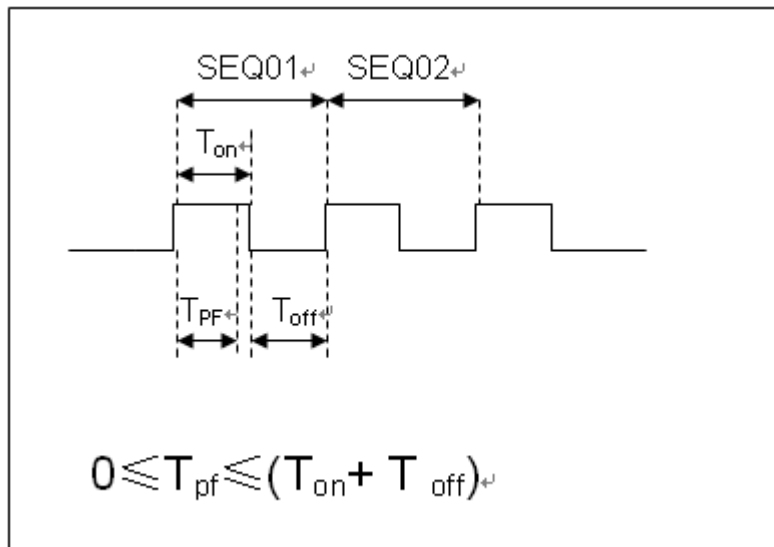 SEQ01↵ SEQ02↵
Ton↵
TPF↵ Toff↵
0≤Tpf≤(Ton+ T off)↵